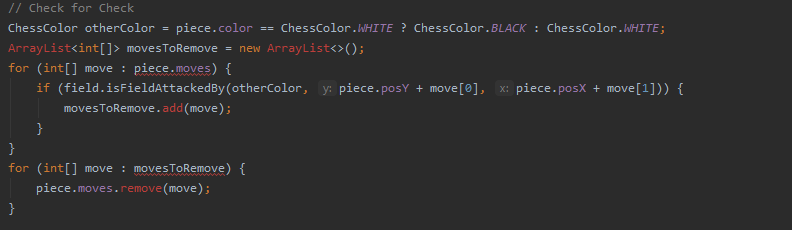 // Check for Check
ChessColor otherColor = piece.color == ChessColor.WHITE ? ChessColor.BLACK : ChessColor.WHITE;
ArrayList<int[]> movesToRemove = new ArrayList<>();
for (int[] move : piece.moves) {
    if (field.isFieldAttackedBy(otherColor, y: piece.posY + move[0], x: piece.posX + move[1])) {
        movesToRemove.add(move);
    }
}
for (int[] move : movesToRemove) {
    piece.moves.remove(move);
}